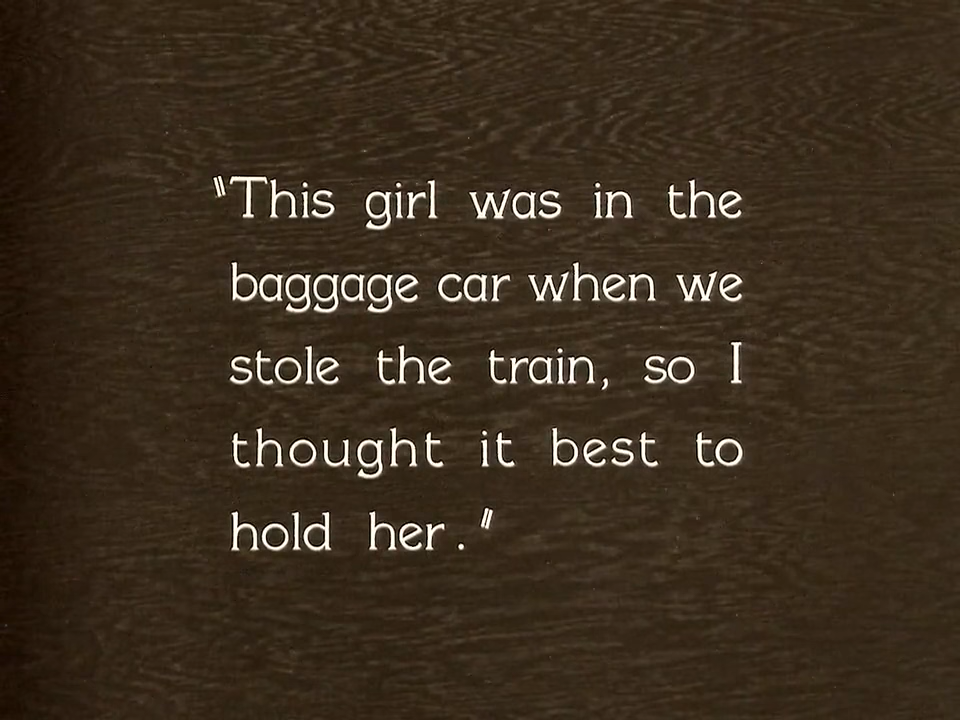 "This girl was in the
baggage car when we
stole the train, so I
thought it best to
hold her."